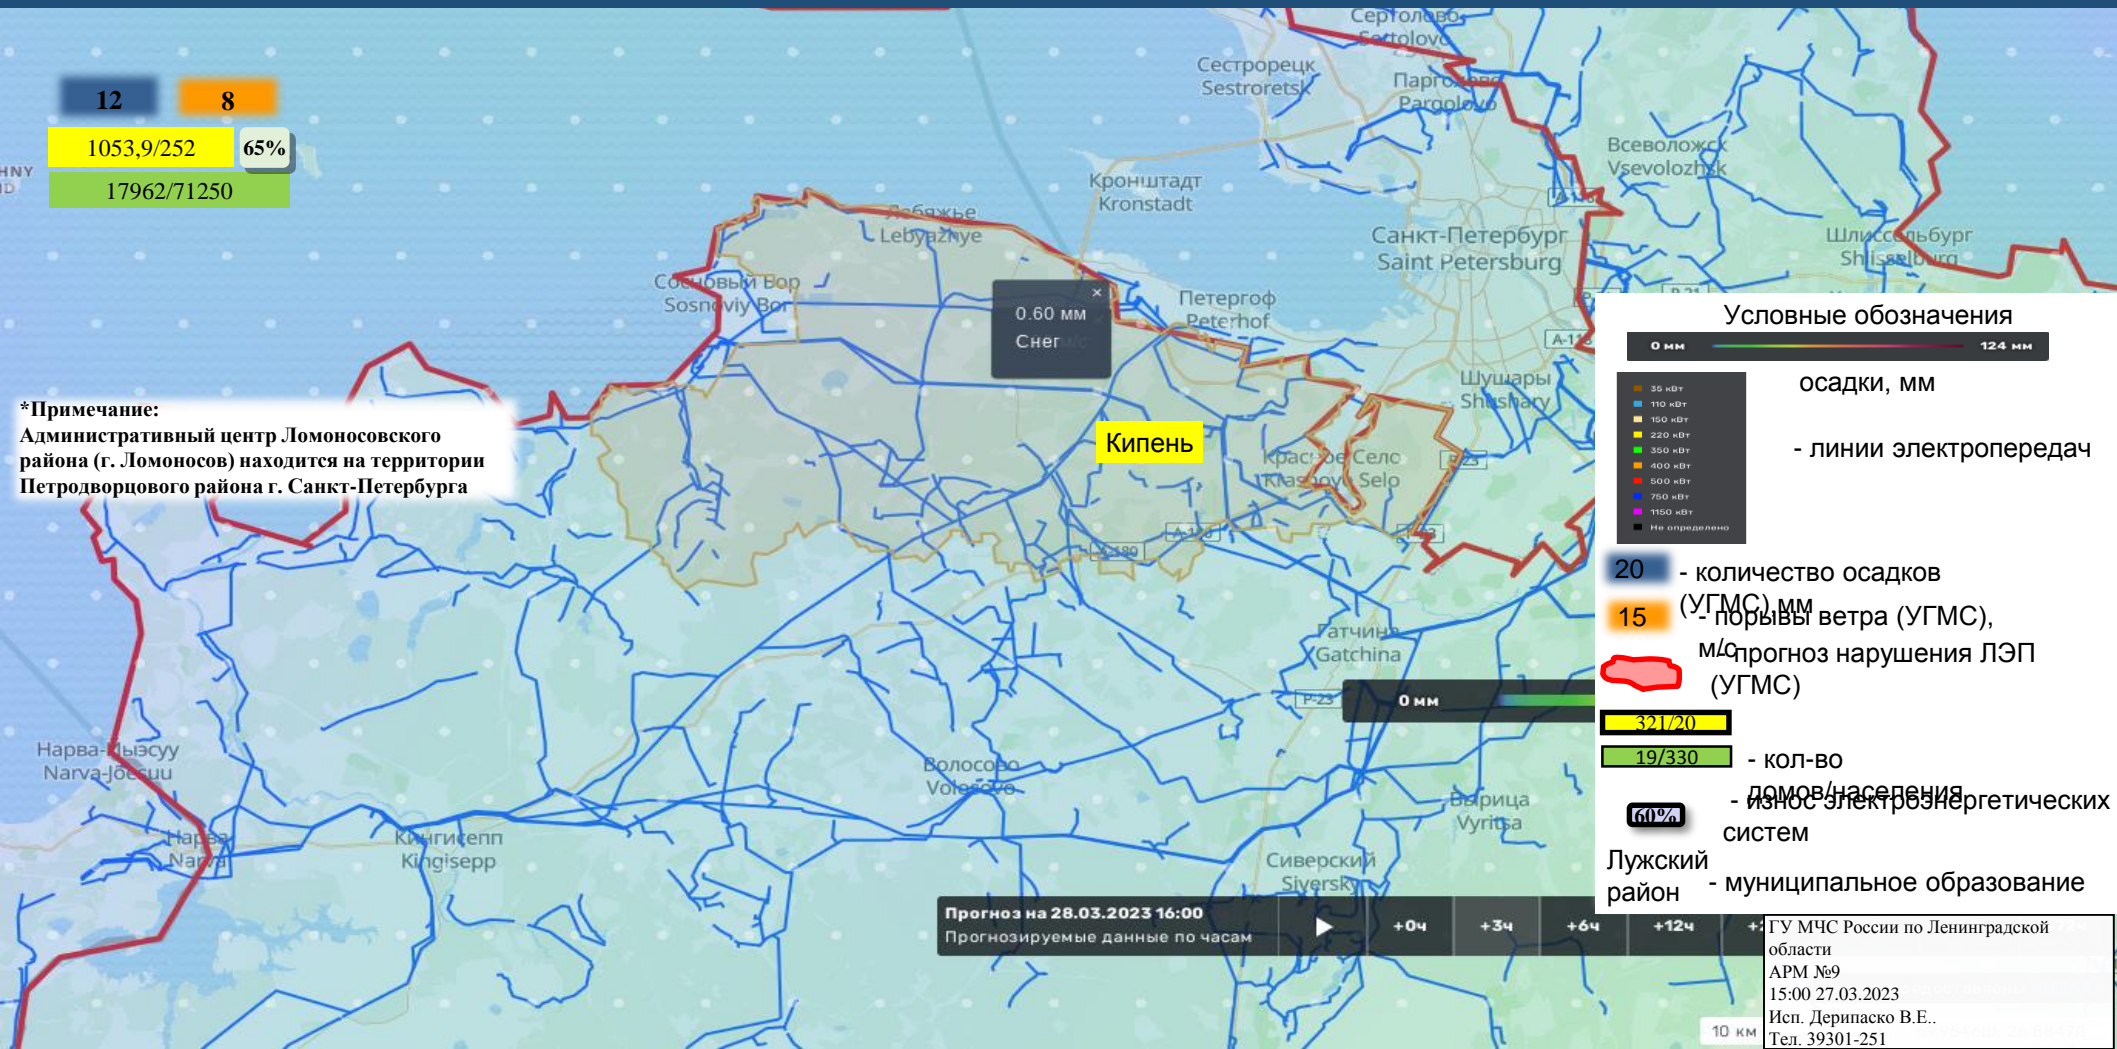 Сертолово
Sertolovo
Сестрорецк
Sestroretsk
Парголово
Pargolovo
12
8
1053,9/252
65%
17962/71250
HNY
Всеволожск
Vsevolozhsk
Кронштадт
Kronstadt
Лебяжье
Lebyazhye
Санкт-Петербург
Saint Petersburg
Шлиссельбург
Shlisselburg
Сосновый Бор
Sosnoviy Bor
Петергоф
Peterhof
×
0.60 мм
Снег
Шушары
Shushary
*Примечание:
Административный центр Ломоносовского
района (г. Ломоносов) находится на территории
Петродворцового района г. Санкт-Петербурга
Кипень
Красное Село
Krasnoye Selo
А-180
Гатчина
Gatchina
Р-23
0 мм
Нарва-Йыэсуу
Narva-Jõesuu
Волосово
Volosovo
Вырица
Vyritsa
Нарва
Narva
Кингисепп
Kingisepp
Сиверский
Siversky
Прогноз на 28.03.2023 16:00
Прогнозируемые данные по часам
+0ч
+3ч
+6ч
+12ч
10 км
Условные обозначения
0 мм
124 мм
осадки, мм
35 кВт
110 кВт
150 кВт
220 кВт
350 кВт
400 кВт
500 кВт
750 кВт
1150 кВт
Не определено
- линии электропередач
20
- количество осадков
(УГМС),мм
15
- порывы ветра (УГМС),
м/с
- прогноз нарушения ЛЭП
(УГМС)
321/20
19/330
- кол-во
домов/населения
60%
- износ электроэнергетических
систем
Лужский
район
- муниципальное образование
ГУ МЧС России по Ленинградской
области
АРМ №9
15:00 27.03.2023
Исп. Дерипаско В.Е..
Тел. 39301-251